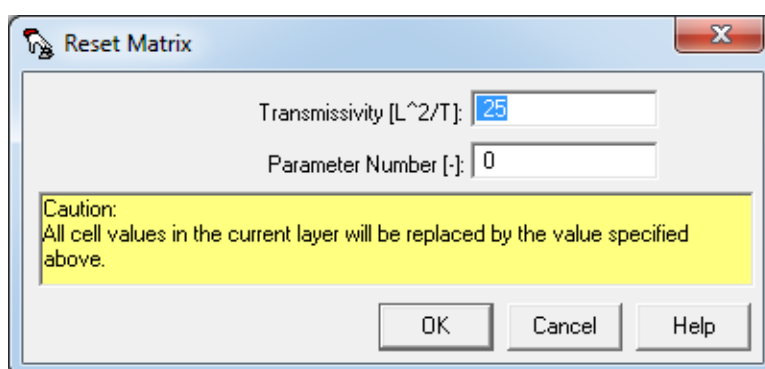 Reset Matrix
Transmissivity [L^2/T]: 25
Parameter Number [-]: 0
Caution:
All cell values in the current layer will be replaced by the value specified
above.
OK Cancel Help